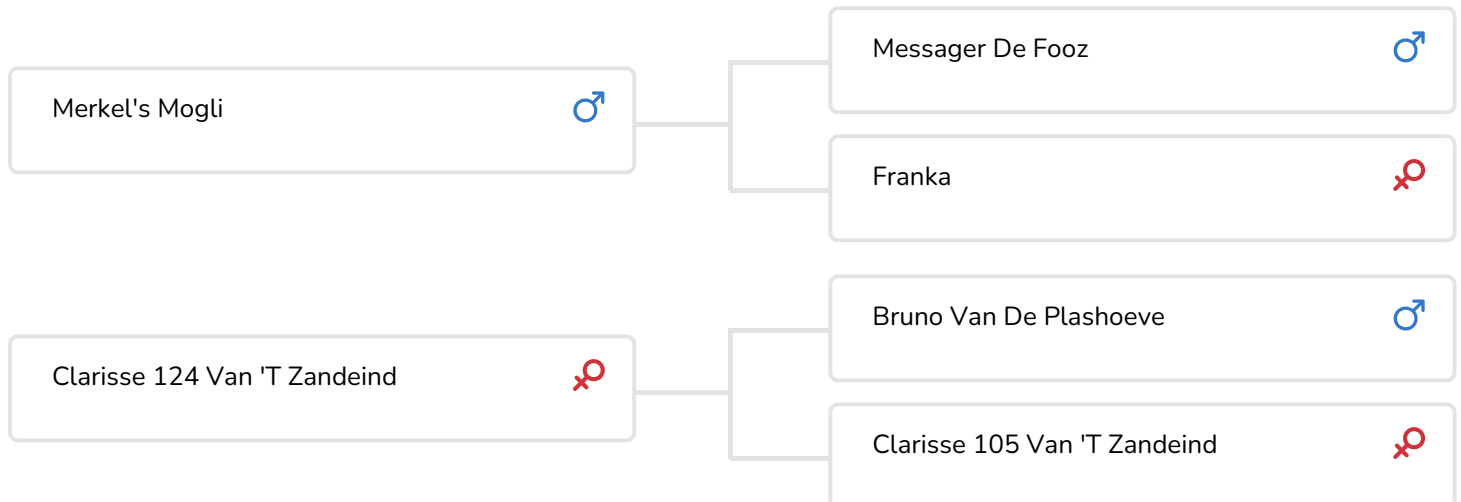 Messager De Fooz
Merkel's Mogli
Franka
Bruno Van De Plashoeve
Clarisse 124 Van 'T Zandeind
Clarisse 105 Van 'T Zandeind